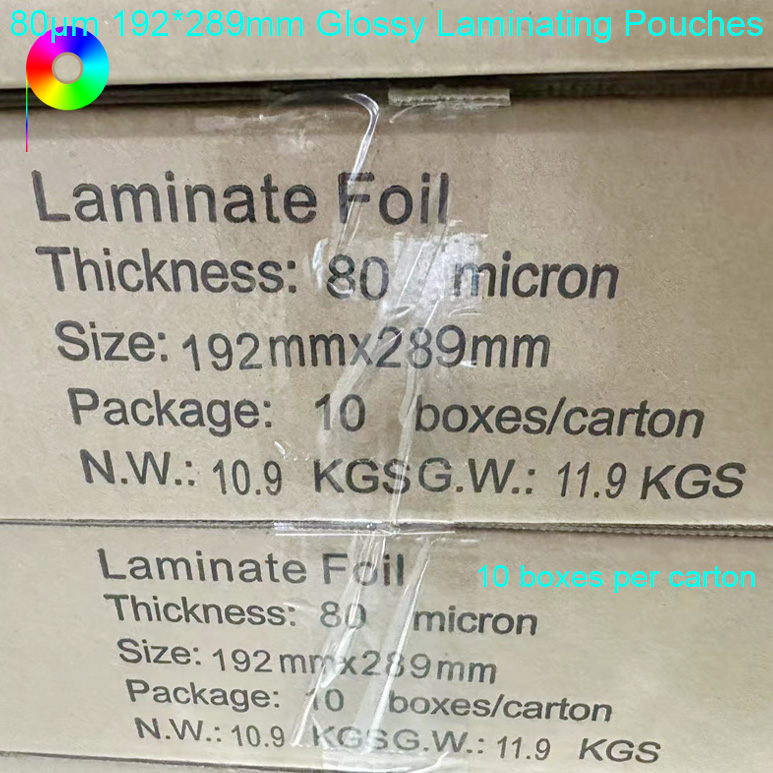 80μm 192*289mm Glossy Laminating Pouches
Laminate Foil
Thickness: 80 micron
Size: 192mmx289mm
Package: 10 boxes/carton
N.W.: 10.9 KGSG.W.: 11.9 KGS
Laminate Foil
10 boxes per carton
Thickness: 80 micron
Size: 192mmx289mm
Package: 10 boxes/carton
N.W.: 10.9 KGSG.W.: 11.9 KGS